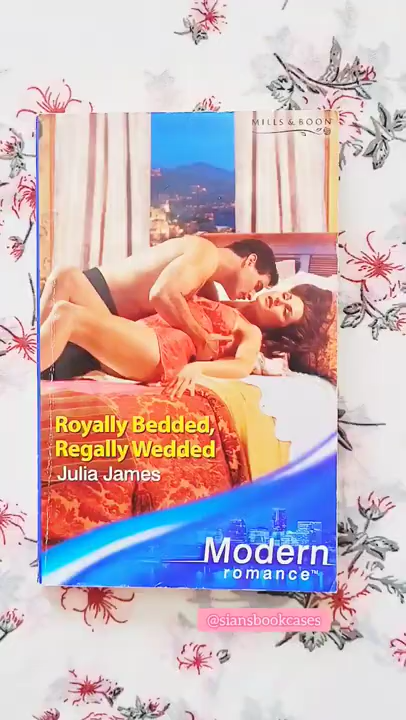 MILLS & BOON
Royally Bedded,
Regally Wedded
Julia James
Modern
romance™
@siansbookcases